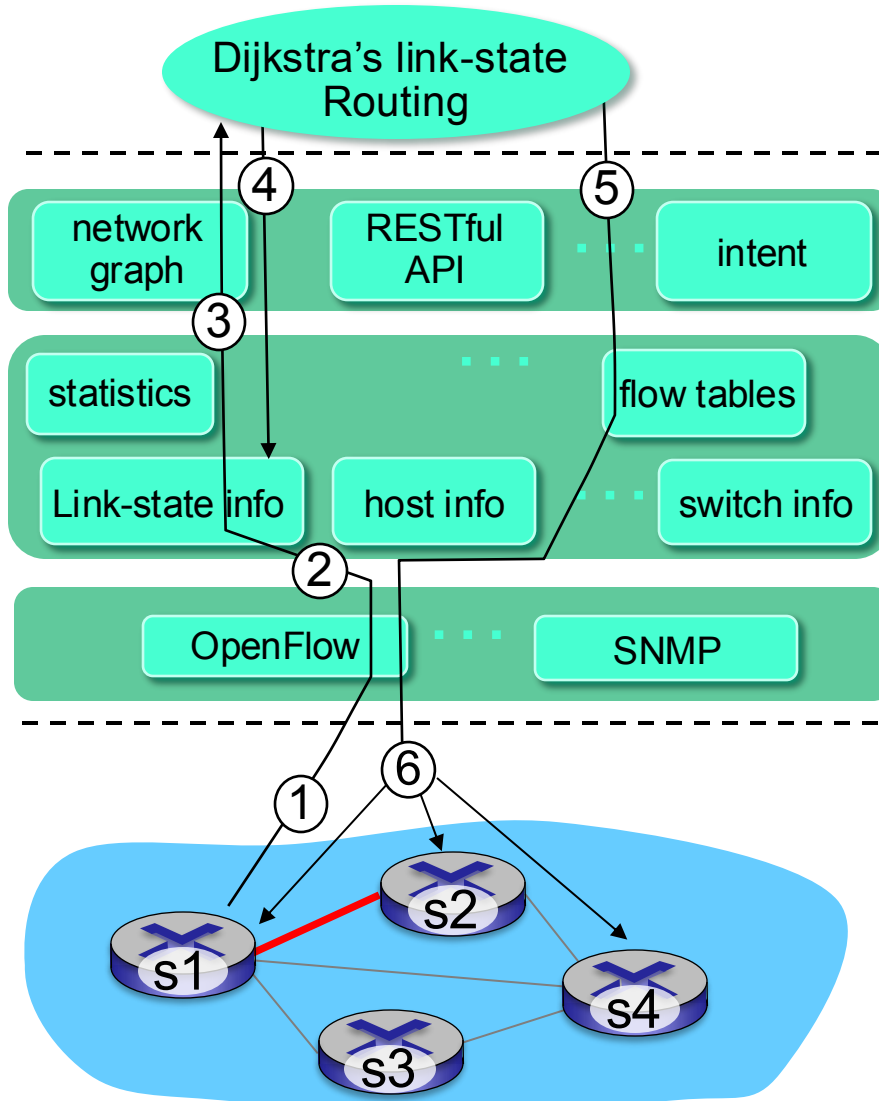 Dijkstra’s link-state
Routing
4
5
network
graph
RESTful
API
. . .
intent
3
. . .
statistics
flow tables
Link-state info
host info
. . .
switch info
2
OpenFlow
. . .
SNMP
6
1
s2
s1
s4
s3